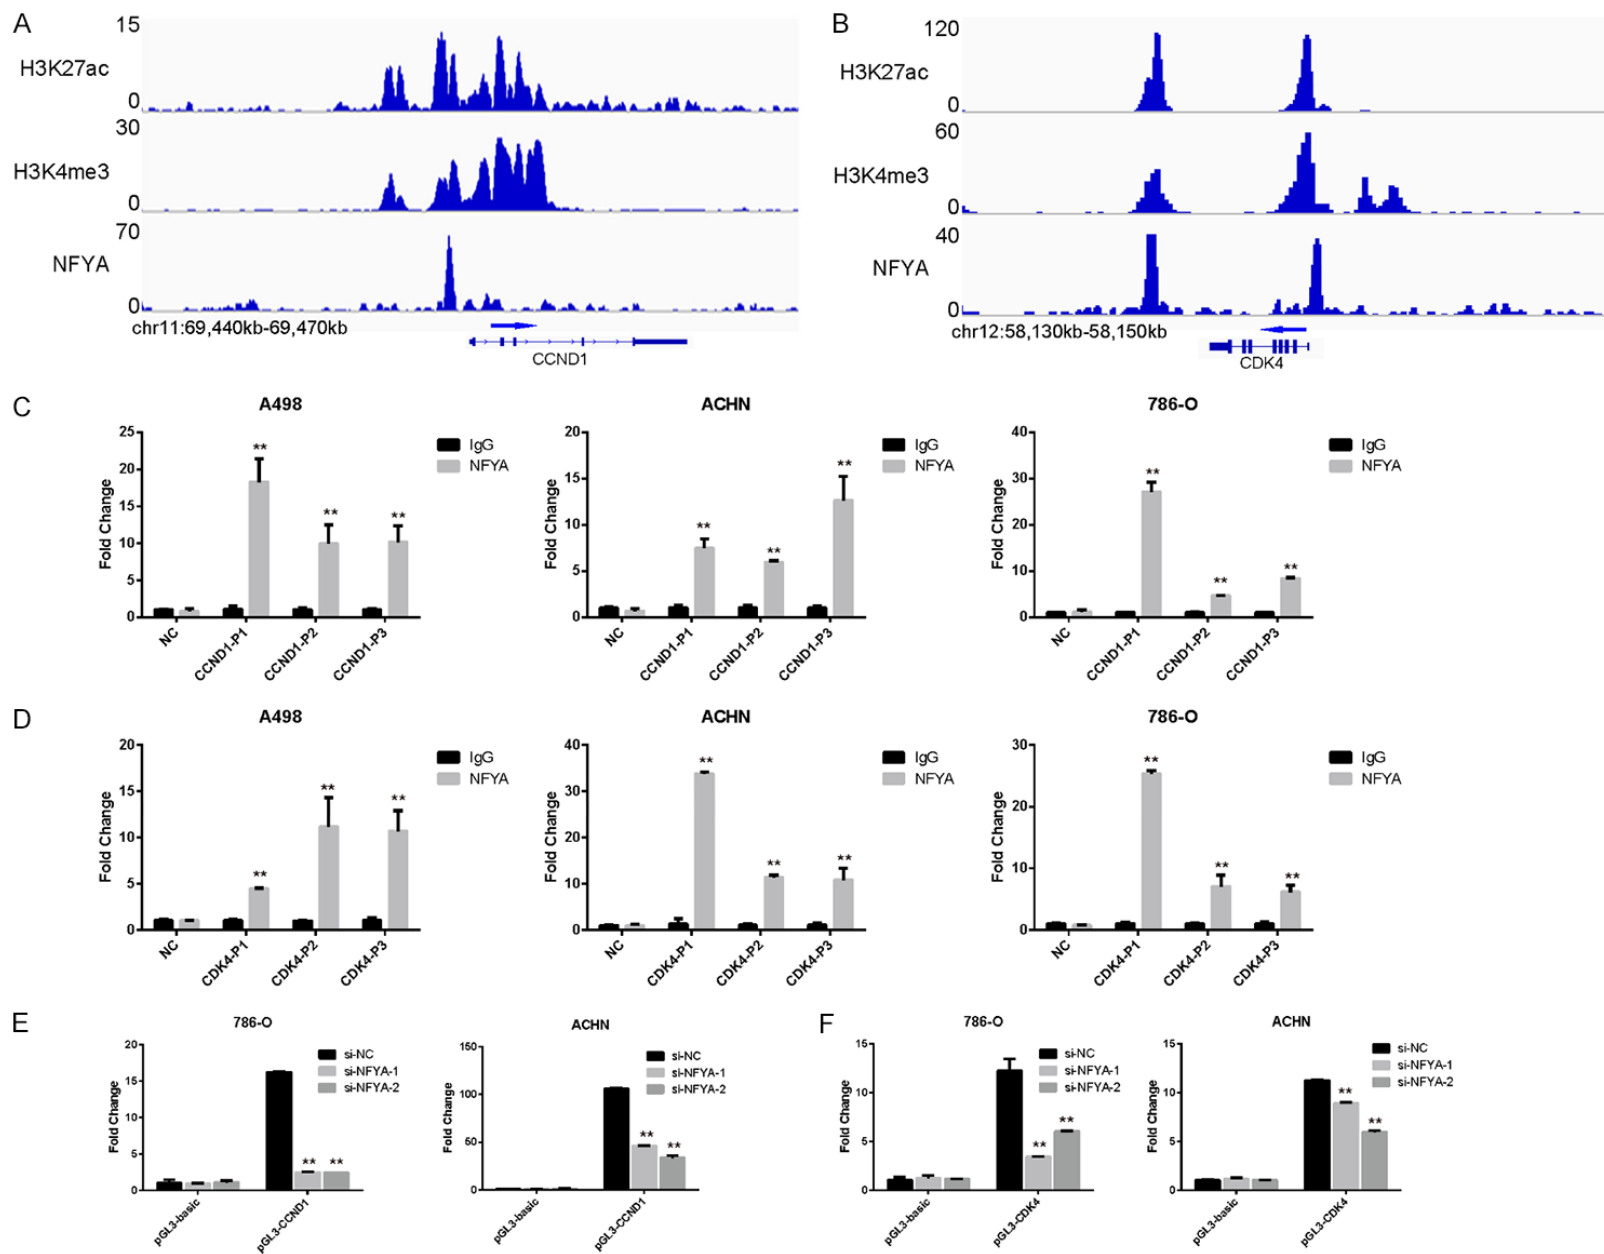 A
15
H3K27ac
0
30
H3K4me3
0
70
NFYA
0
chr11:69,440kb-69,470kb
CCND1
B
120
H3K27ac
0
60
H3K4me3
0
40
NFYA
0
chr12:58,130kb-58,150kb
CDK4
C
A498
Fold Change
25
20
15
10
5
0
** ** **
IgG
NFYA
NC CCND1-P1 CCND1-P2 CCND1-P3
ACHN
Fold Change
20
15
10
5
0
** ** **
IgG
NFYA
NC CCND1-P1 CCND1-P2 CCND1-P3
786-O
Fold Change
40
30
20
10
0
** ** **
IgG
NFYA
NC CCND1-P1 CCND1-P2 CCND1-P3
D
A498
Fold Change
20
15
10
5
0
** ** **
IgG
NFYA
NC CDK4-P1 CDK4-P2 CDK4-P3
ACHN
Fold Change
40
30
20
10
0
** ** **
IgG
NFYA
NC CDK4-P1 CDK4-P2 CDK4-P3
786-O
Fold Change
30
20
10
0
** ** **
IgG
NFYA
NC CDK4-P1 CDK4-P2 CDK4-P3
E
786-O
Fold Change
20
15
10
5
0
** **
si-NC
si-NFYA-1
si-NFYA-2
pGL3-basic pGL3-CCND1
ACHN
Fold Change
150
100
50
0
** **
si-NC
si-NFYA-1
si-NFYA-2
pGL3-basic pGL3-CCND1
F
786-O
Fold Change
15
10
5
0
** **
si-NC
si-NFYA-1
si-NFYA-2
pGL3-basic pGL3-CDK4
ACHN
Fold Change
15
10
5
0
** **
si-NC
si-NFYA-1
si-NFYA-2
pGL3-basic pGL3-CDK4